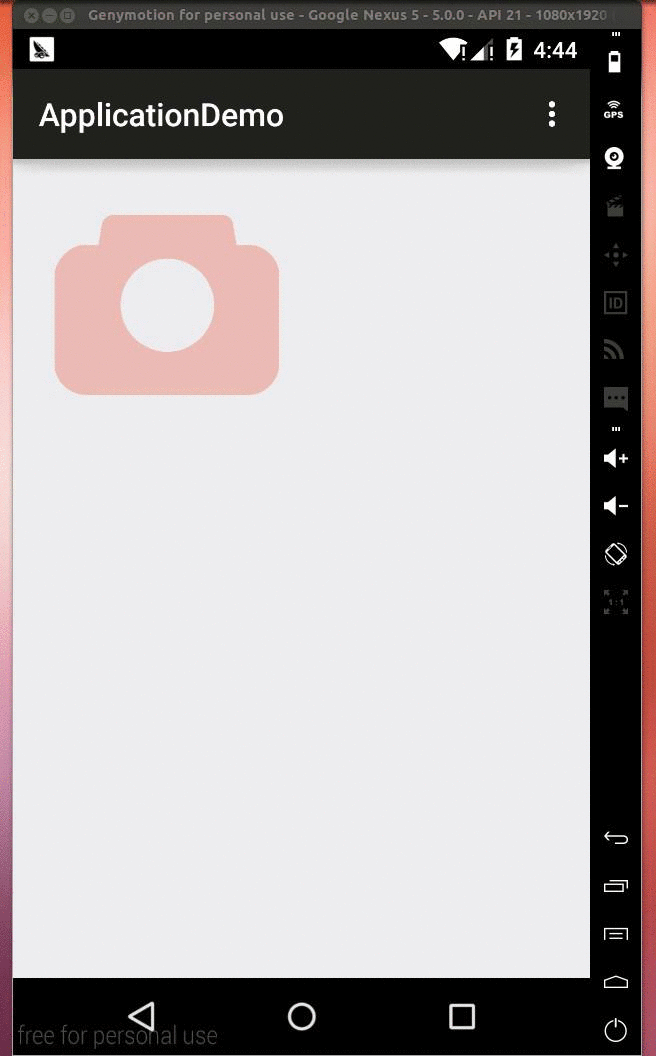 Genymotion for personal use - Google Nexus 5 - 5.0.0 - API 21 - 1080x1920 (
4:44
ApplicationDemo
GPS
ID
1:1
free for personal use